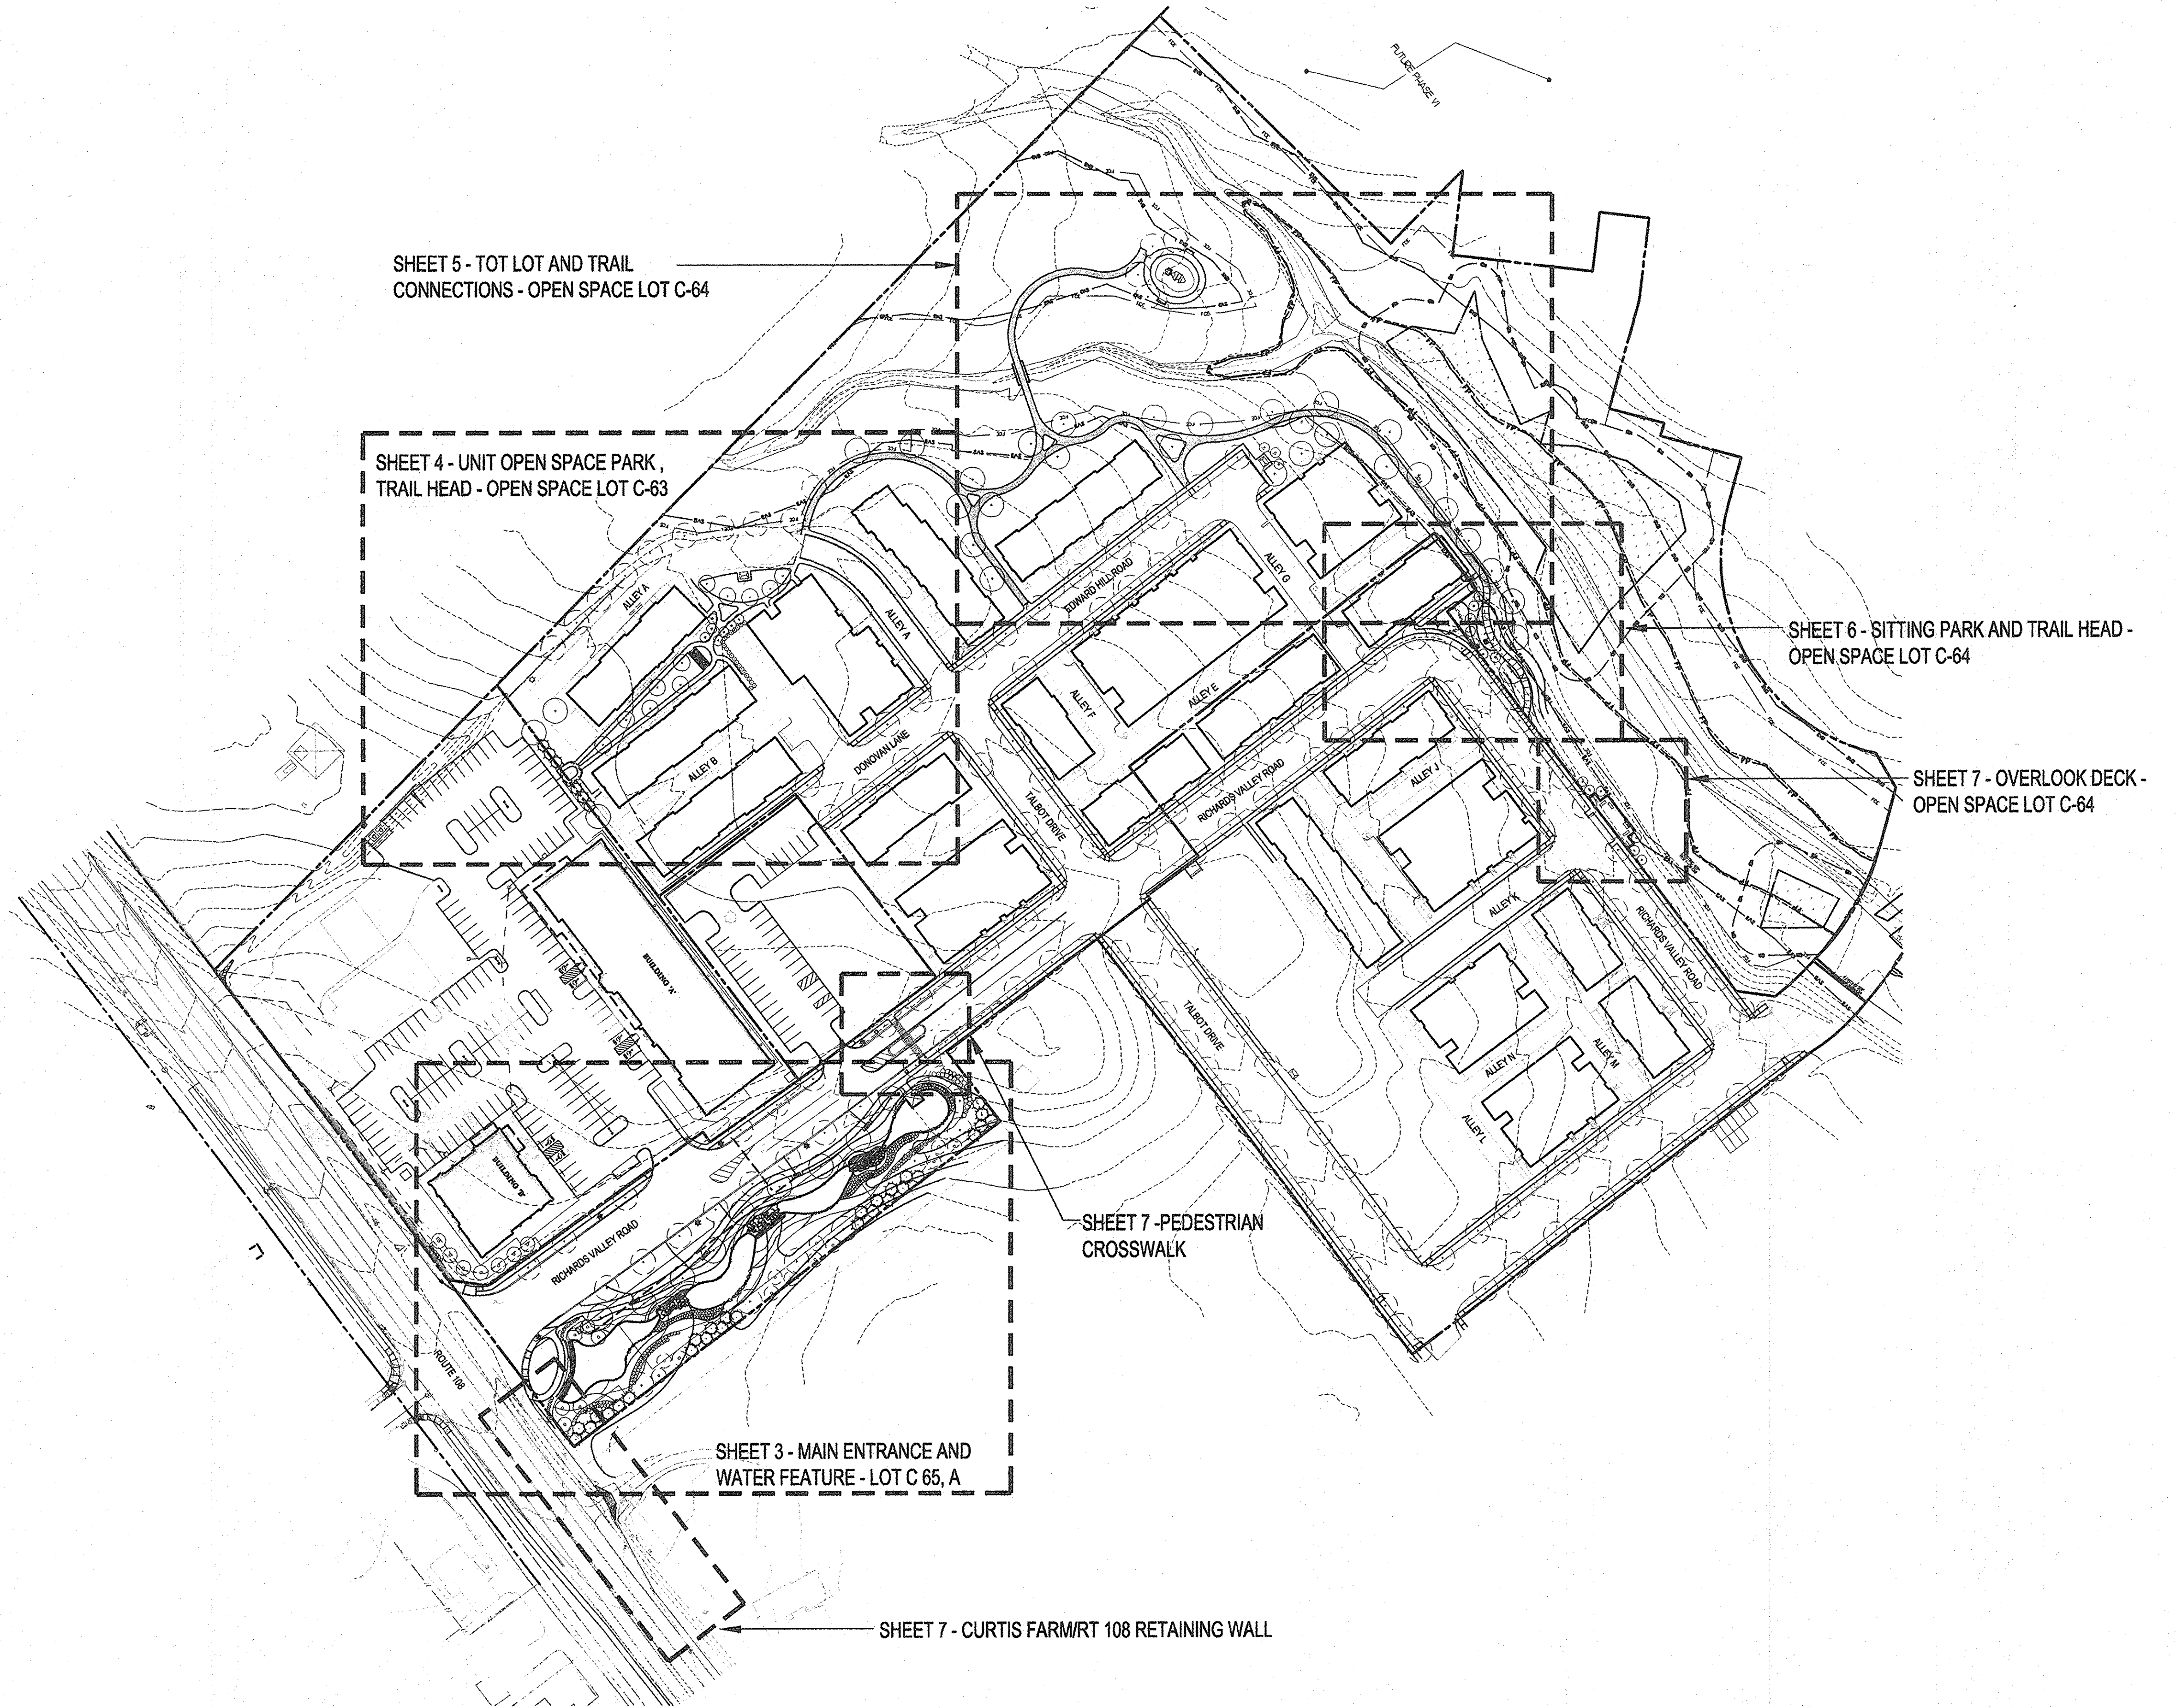 FUTURE PHASE VI
SHEET 5 - TOT LOT AND TRAIL
CONNECTIONS - OPEN SPACE LOT C-64
SHEET 4 - UNIT OPEN SPACE PARK ,
TRAIL HEAD - OPEN SPACE LOT C-63
ALLEY A
ALLEY A
EDWARD HILL ROAD
ALLEY G
SHEET 6 - SITTING PARK AND TRAIL HEAD -
OPEN SPACE LOT C-64
ALLEY F
ALLEY E
ALLEY B
DONOVAN LANE
TALBOT DRIVE
RICHARDS VALLEY ROAD
ALLEY J
SHEET 7 - OVERLOOK DECK -
OPEN SPACE LOT C-64
ALLEY K
RICHARDS VALLEY ROAD
BUILDING 'A'
TALBOT DRIVE
ALLEY N
ALLEY M
ALLEY L
BUILDING
SHEET 7 -PEDESTRIAN
CROSSWALK
RICHARDS VALLEY ROAD
ROUTE 108
SHEET 3 - MAIN ENTRANCE AND
WATER FEATURE - LOT C 65, A
SHEET 7 - CURTIS FARM/RT 108 RETAINING WALL